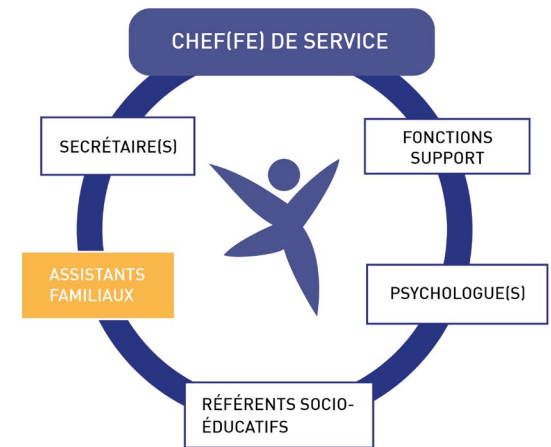 CHEF(FE) DE SERVICE
SECRÉTAIRE(S)
FONCTIONS
SUPPORT
ASSISTANTS
FAMILIAUX
PSYCHOLOGUE(S)
RÉFÉRENTS SOCIO-
ÉDUCATIFS